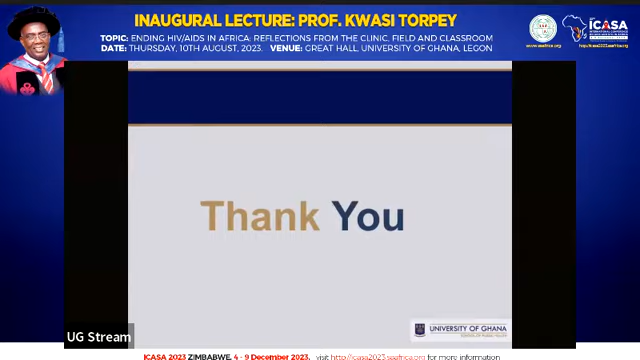 INAUGURAL LECTURE: PROF. KWASI TORPEY
TOPIC: ENDING HIV/AIDS IN AFRICA: REFLECTIONS FROM THE CLINIC, FIELD AND CLASSROOM
DATE: THURSDAY, 10TH AUGUST, 2023. VENUE: GREAT HALL, UNIVERSITY OF GHANA, LEGON
ICASA
Thank You
UNIVERSITY OF GHANA
UG Stream
ICASA 2023 ZIMBABWE, 4 - 9 December 2023, visit http://icasa2023.saafrica.org for more information